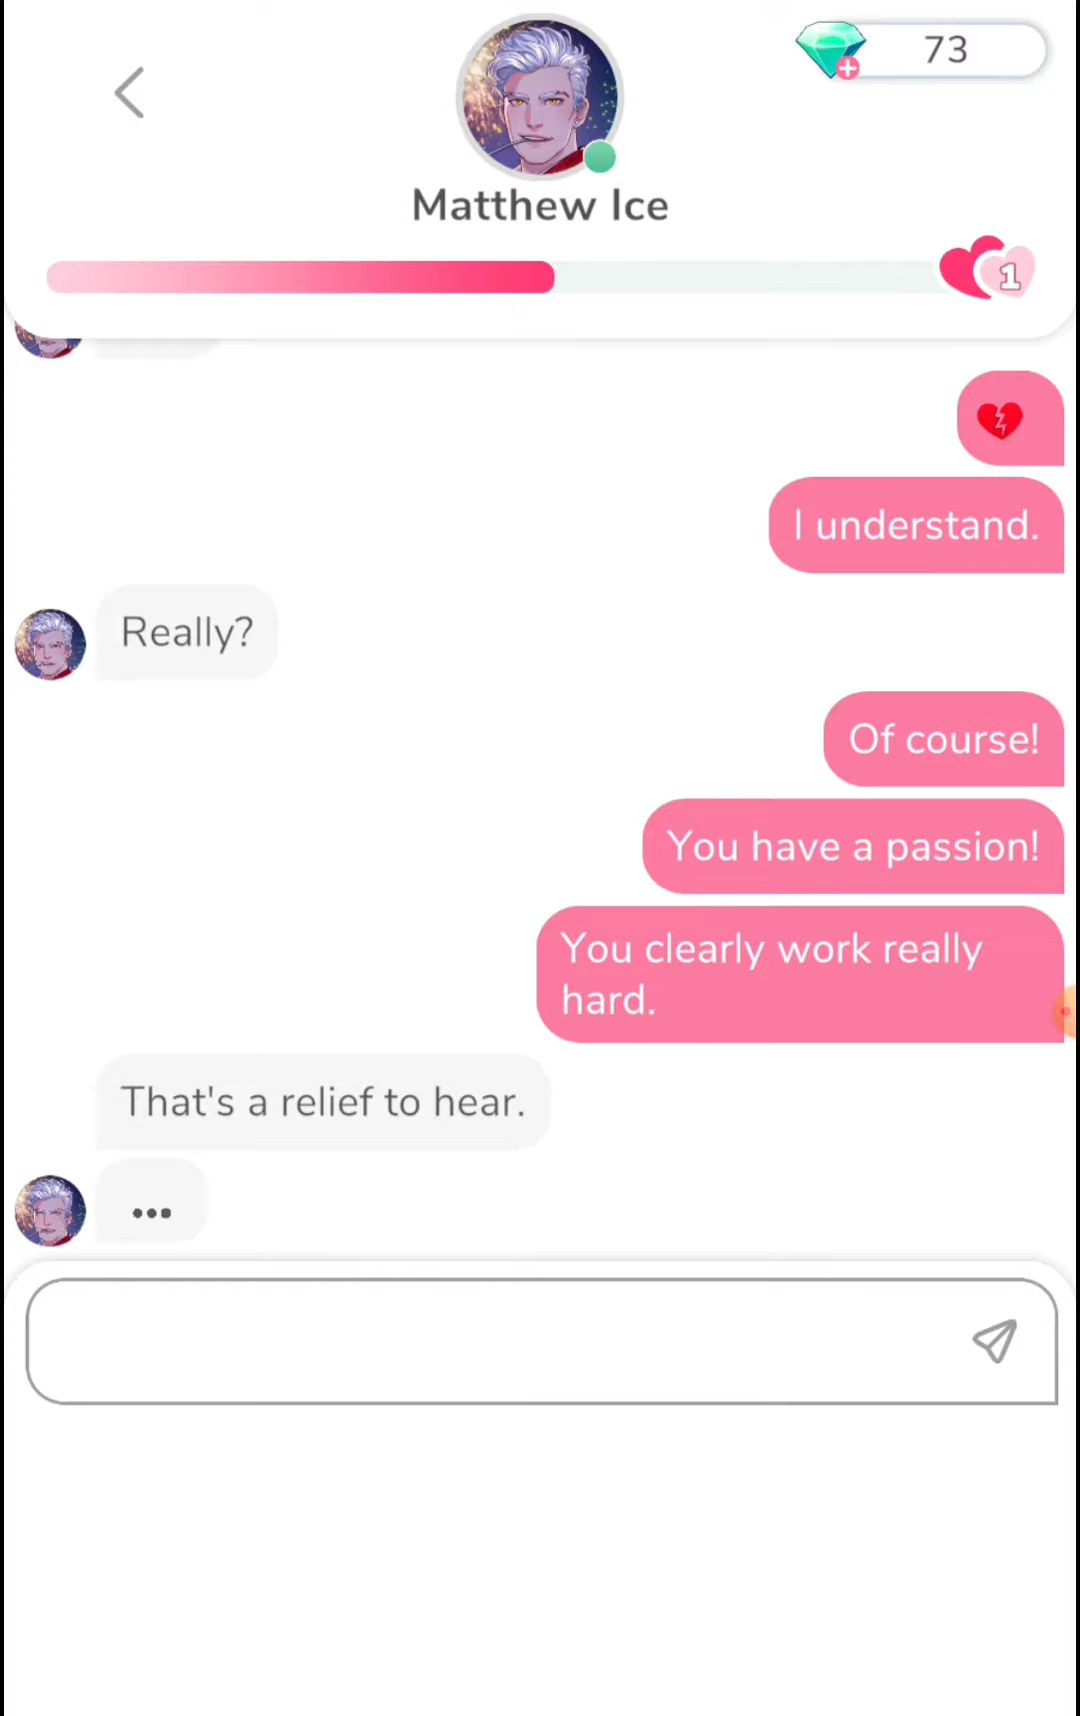 73
Matthew Ice
1
I understand.
Really?
Of course!
You have a passion!
You clearly work really
hard.
That's a relief to hear.
...